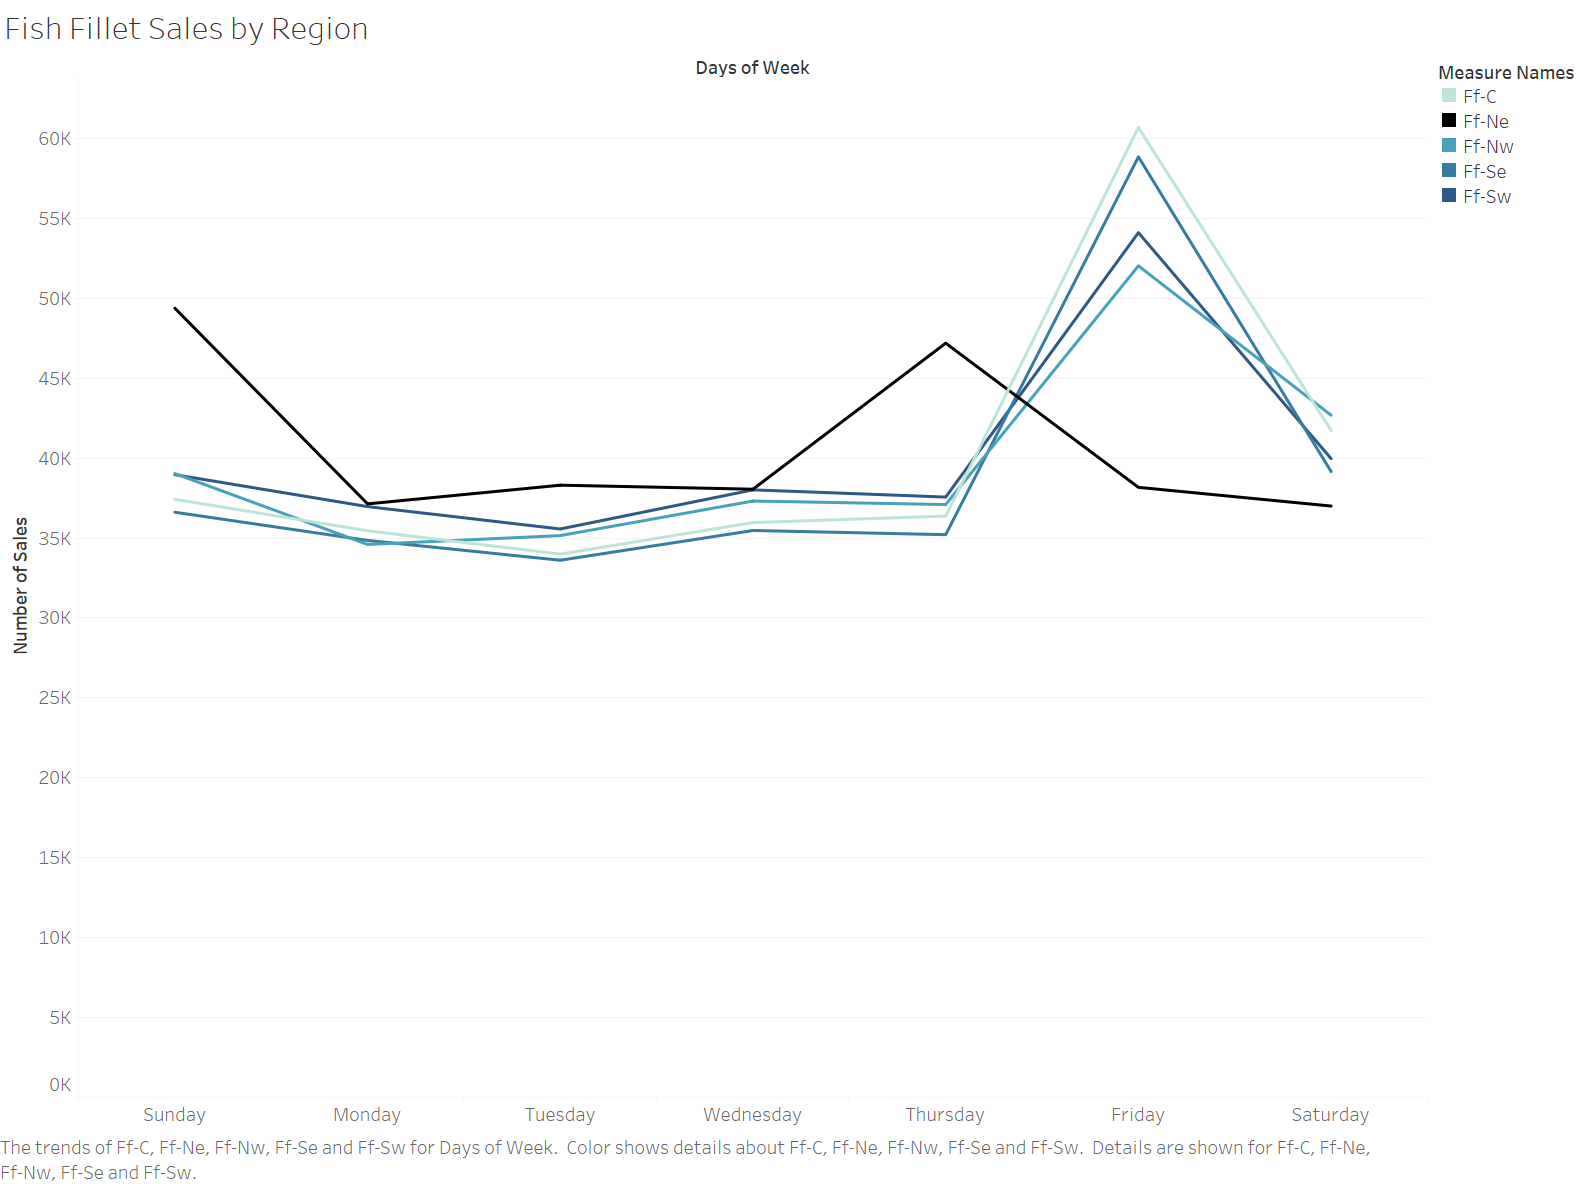 Fish Fillet Sales by Region
Days of Week
Measure Names
Ff-C
Ff-Ne
Ff-Nw
Ff-Se
Ff-Sw
Number of Sales
60K
55K
50K
45K
40K
35K
30K
25K
20K
15K
10K
5K
0K
Sunday Monday Tuesday Wednesday Thursday Friday Saturday
The trends of Ff-C, Ff-Ne, Ff-Nw, Ff-Se and Ff-Sw for Days of Week.  Color shows details about Ff-C, Ff-Ne, Ff-Nw, Ff-Se and Ff-Sw.  Details are shown for Ff-C, Ff-Ne,
Ff-Nw, Ff-Se and Ff-Sw.